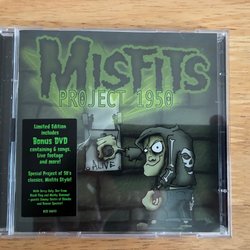 MISFITS
PROJECT 1950
Limited Edition
includes
Bonus DVD
containing 6 songs,
Live footage
and more!
ALIVE
Special Project of 50's
classics, Misfits Style!